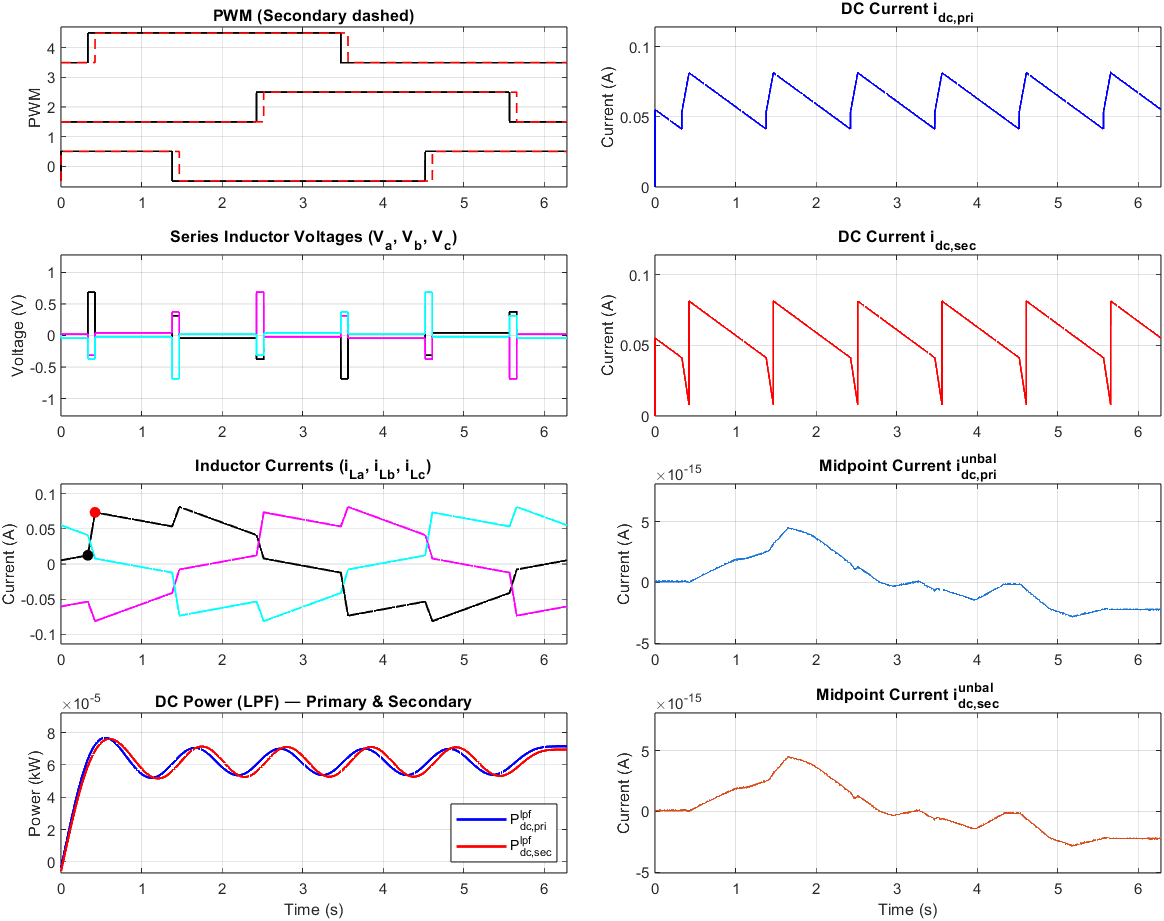 PWM (Secondary dashed)
PWM
4
3
2
1
0
0 1 2 3 4 5 6
DC Current i_dc,pri
Current (A)
0.1
0.05
0
0 1 2 3 4 5 6
Series Inductor Voltages (V_a, V_b, V_c)
Voltage (V)
1
0.5
0
-0.5
-1
0 1 2 3 4 5 6
DC Current i_dc,sec
Current (A)
0.1
0.05
0
0 1 2 3 4 5 6
Inductor Currents (i_La, i_Lb, i_Lc)
Current (A)
0.1
0.05
0
-0.05
-0.1
0 1 2 3 4 5 6
Midpoint Current i^unbal_dc,pri
×10^-15
Current (A)
5
0
-5
0 1 2 3 4 5 6
DC Power (LPF) — Primary & Secondary
×10^-5
Power (kW)
8
6
4
2
0
P^lpf_dc,pri
P^lpf_dc,sec
0 1 2 3 4 5 6
Time (s)
Midpoint Current i^unbal_dc,sec
×10^-15
Current (A)
5
0
-5
0 1 2 3 4 5 6
Time (s)